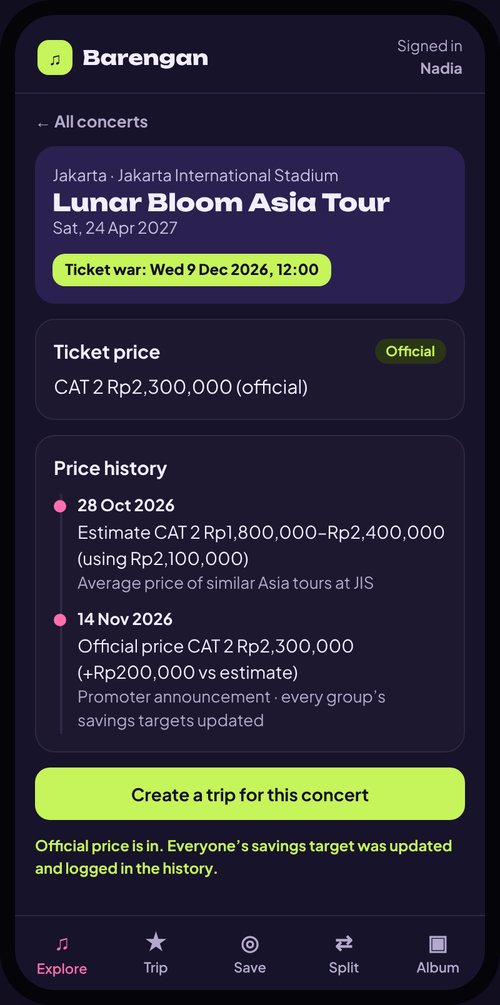 Barengan
Signed in
Nadia
← All concerts
Jakarta · Jakarta International Stadium
Lunar Bloom Asia Tour
Sat, 24 Apr 2027
Ticket war: Wed 9 Dec 2026, 12:00
Ticket price
Official
CAT 2 Rp2,300,000 (official)
Price history
28 Oct 2026
Estimate CAT 2 Rp1,800,000–Rp2,400,000
(using Rp2,100,000)
Average price of similar Asia tours at JIS
14 Nov 2026
Official price CAT 2 Rp2,300,000
(+Rp200,000 vs estimate)
Promoter announcement · every group’s
savings targets updated
Create a trip for this concert
Official price is in. Everyone’s savings target was updated
and logged in the history.
Explore
Trip
Save
Split
Album